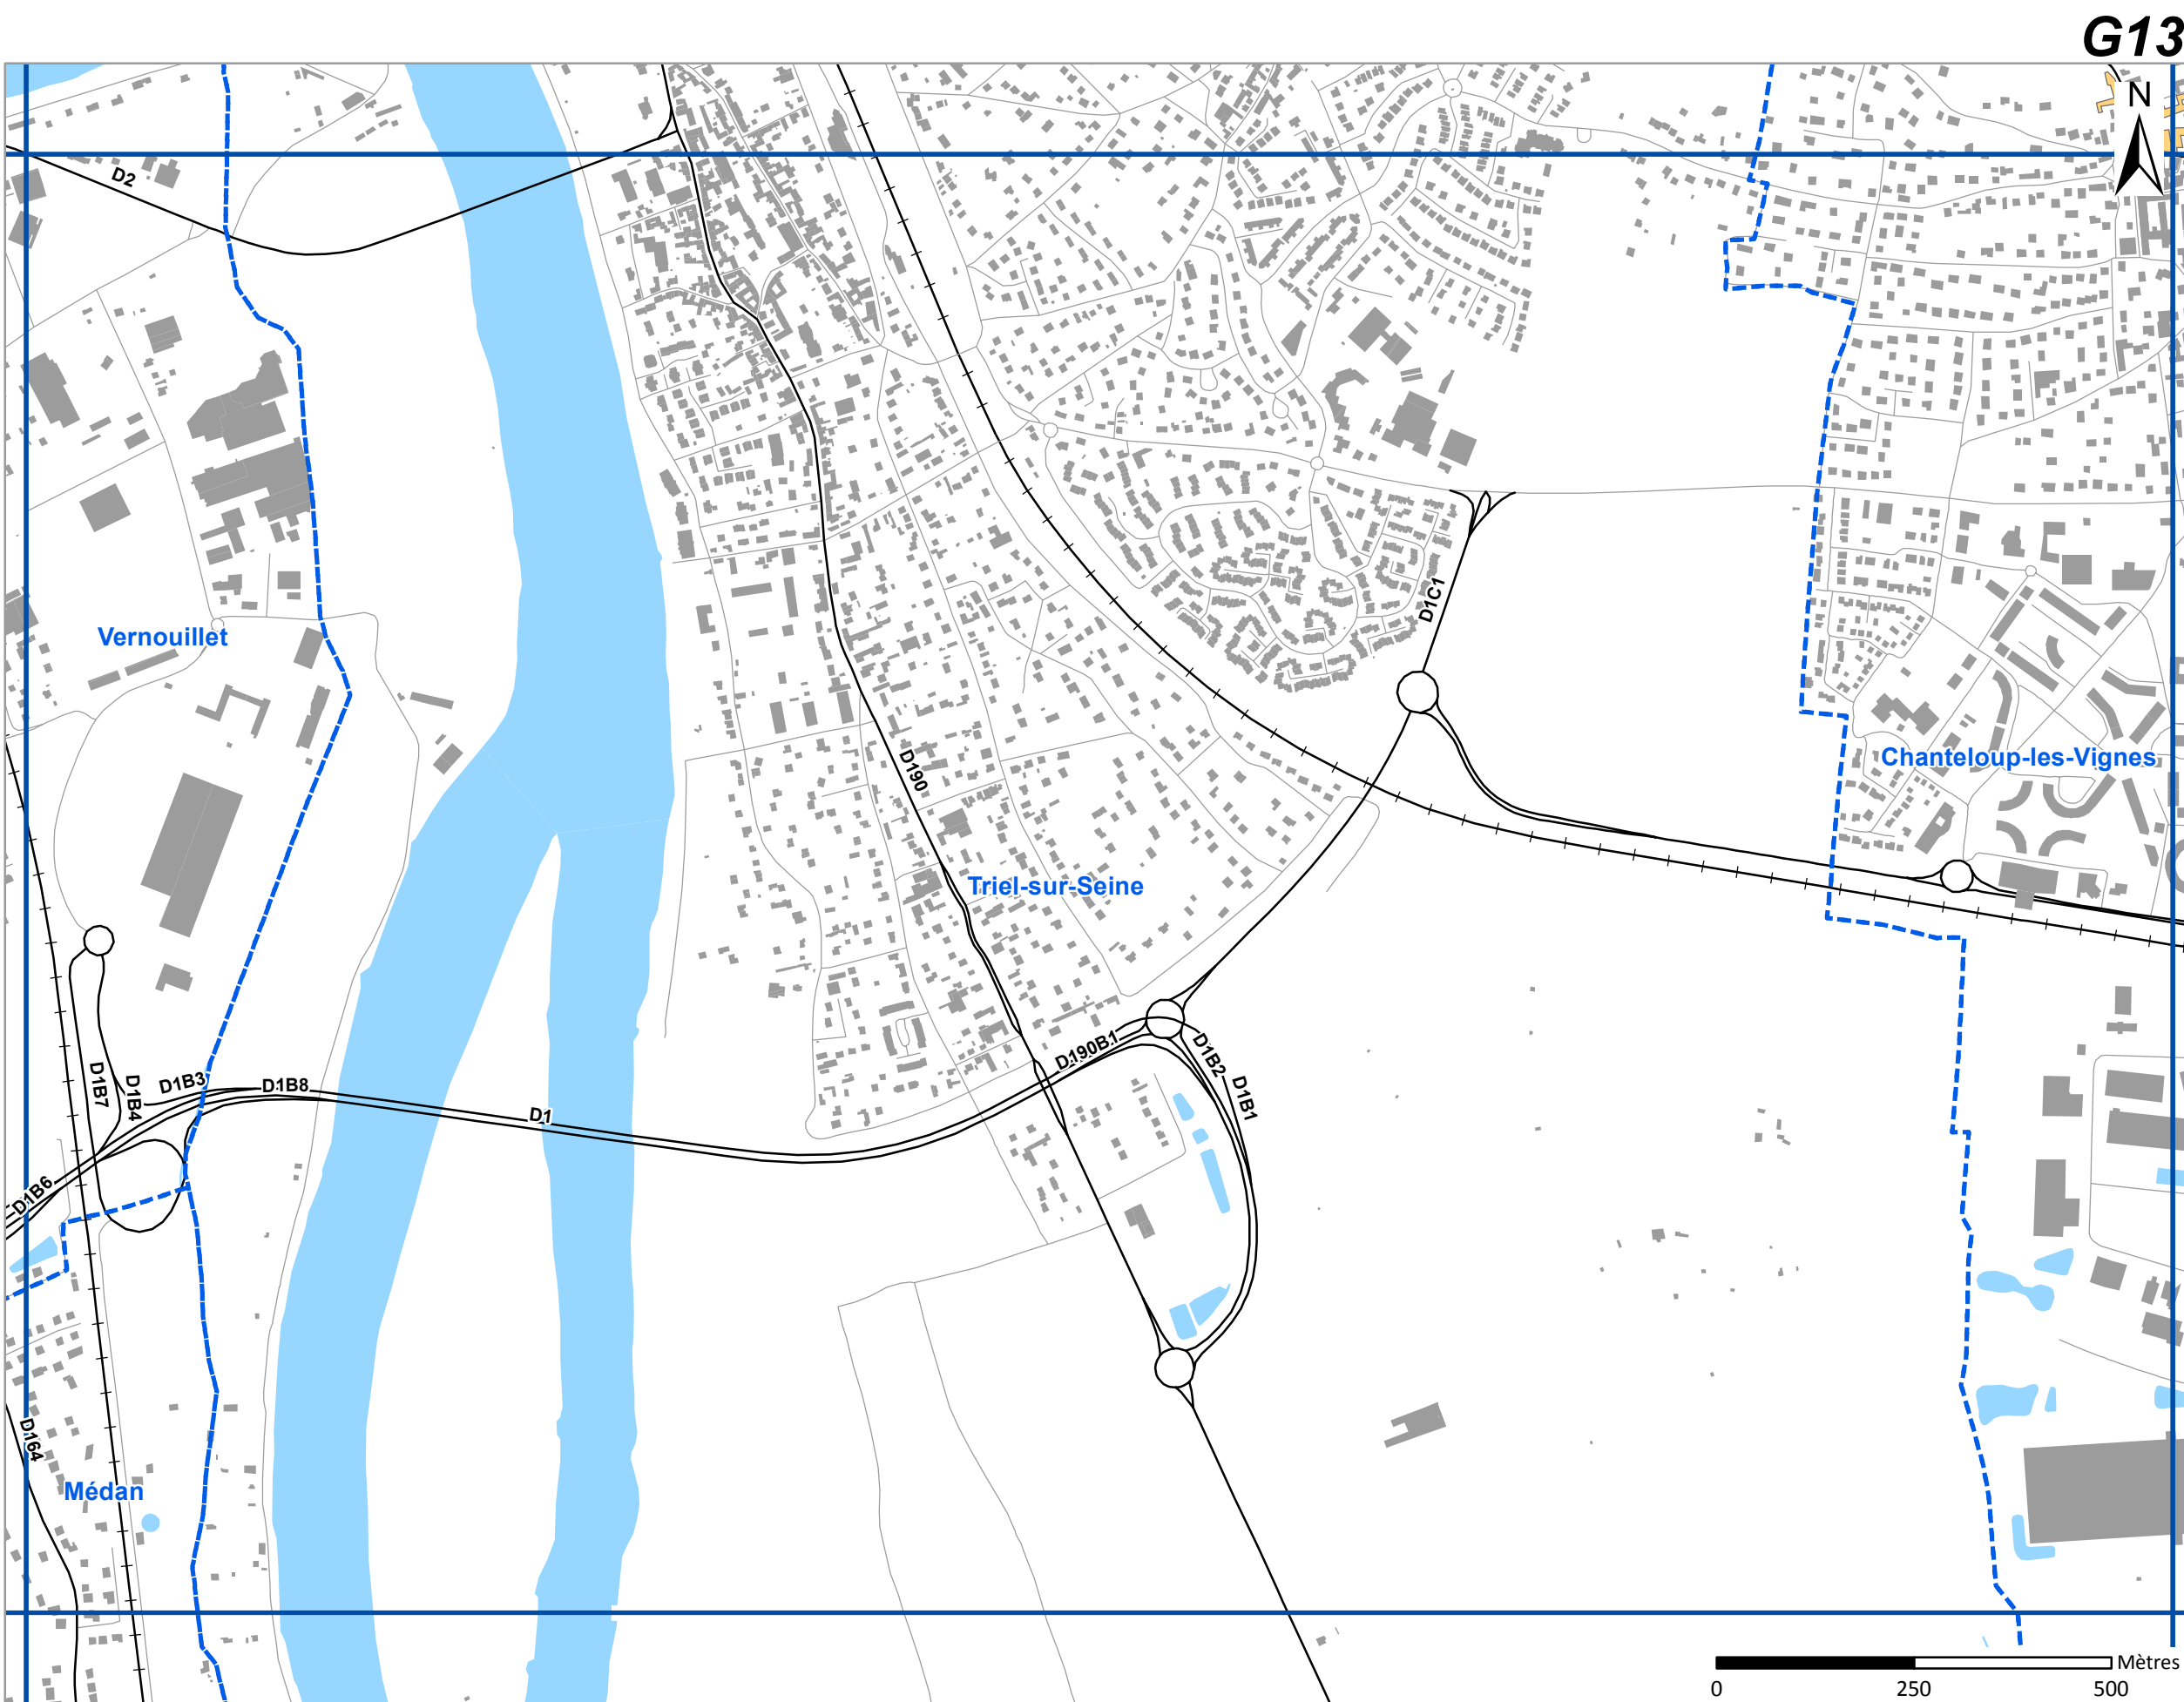 G13
N
D2
D1C1
Vernouillet
D190
Chanteloup-les-Vignes
Triel-sur-Seine
D190B1
D1B2
D1B1
D1B7
D1B4
D1B3
D1B8
D1
D1B6
D164
Médan
Mètres
0 250 500